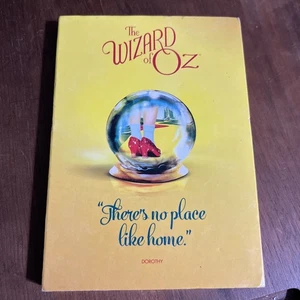 The
WIZARD
of OZ
“There's no place
like home.”
DOROTHY